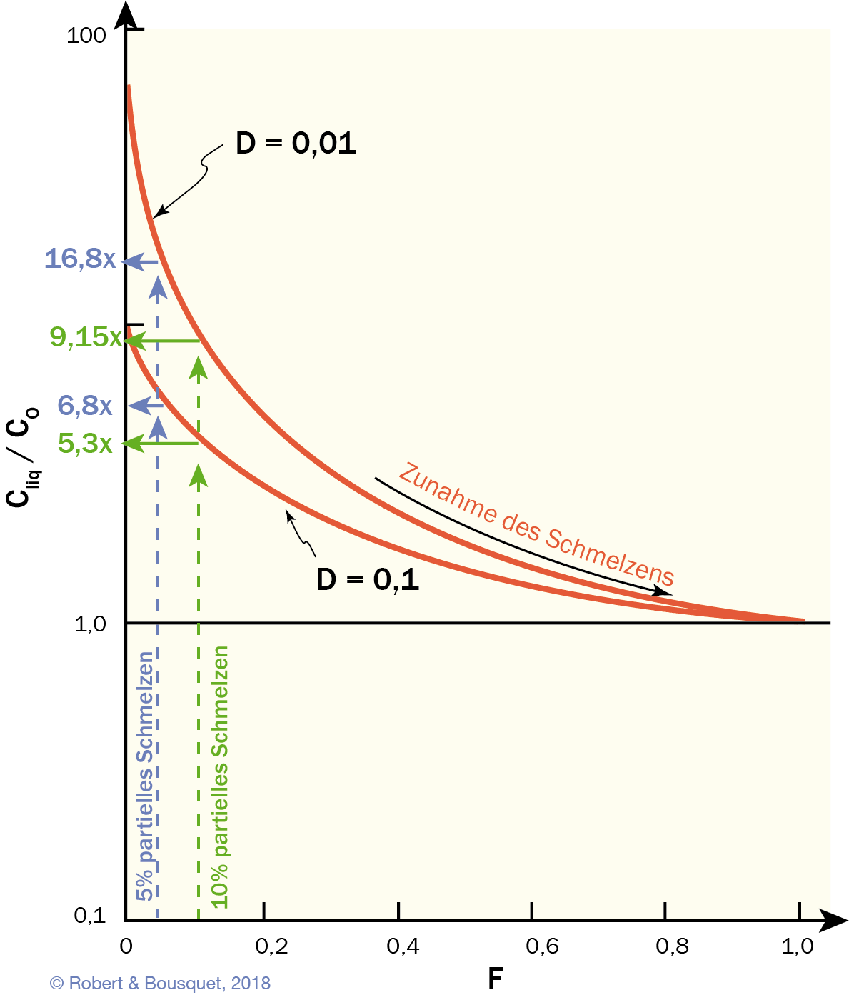 100
D = 0,01
16,8x
9,15x
6,8x
5,3x
Cliq / CO
Zunahme des Schmelzens
D = 0,1
1,0
5% partielles Schmelzen
10% partielles Schmelzen
0,1
0 0,2 0,4 0,6 0,8 1,0
F
© Robert & Bousquet, 2018